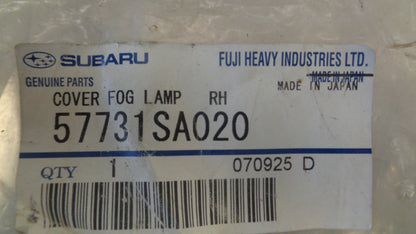 SUBARU FUJI HEAVY INDUSTRIES LTD.
GENUINE PARTS MADE IN JAPAN
MADE IN JAPAN
COVER FOG LAMP RH
57731SA020
QTY 1 070925 D